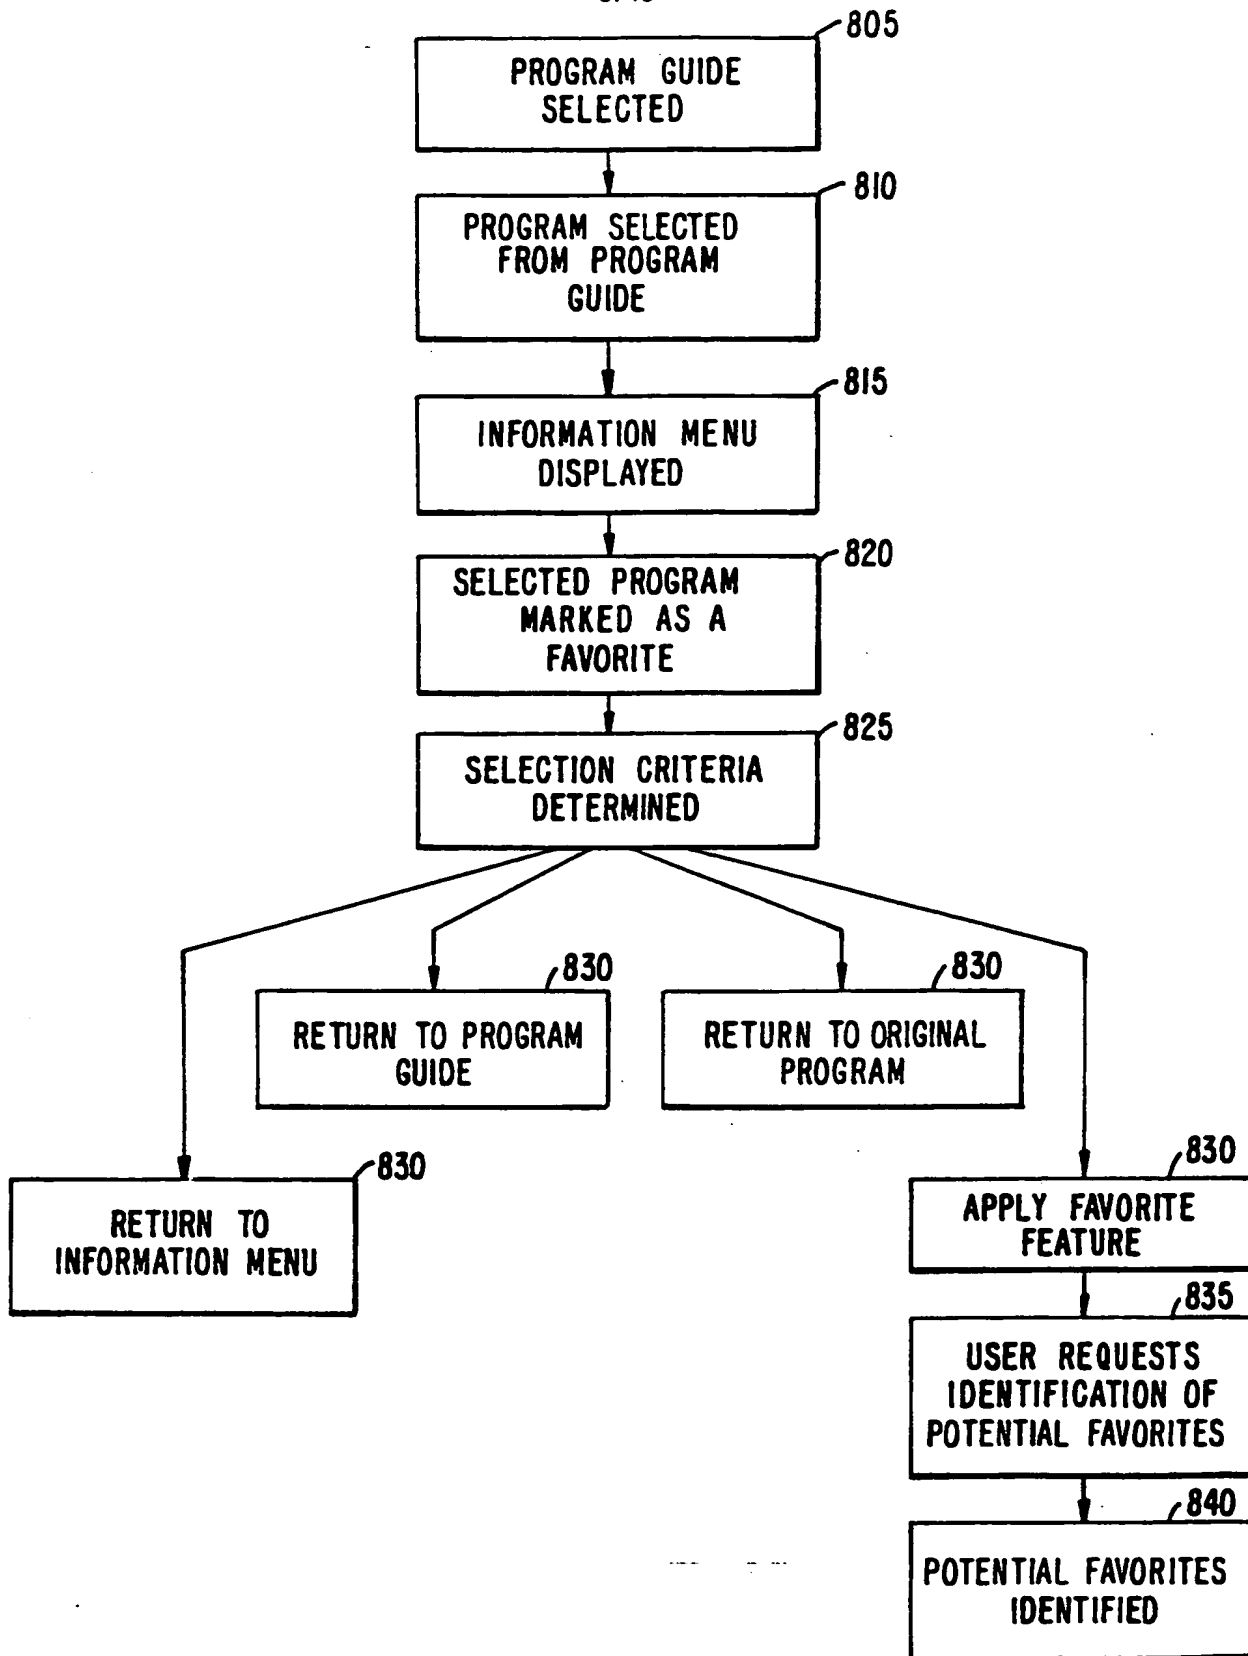 805
PROGRAM GUIDE
SELECTED
810
PROGRAM SELECTED
FROM PROGRAM
GUIDE
815
INFORMATION MENU
DISPLAYED
820
SELECTED PROGRAM
MARKED AS A
FAVORITE
825
SELECTION CRITERIA
DETERMINED
830
RETURN TO PROGRAM
GUIDE
830
RETURN TO ORIGINAL
PROGRAM
830
RETURN TO
INFORMATION MENU
830
APPLY FAVORITE
FEATURE
835
USER REQUESTS
IDENTIFICATION OF
POTENTIAL FAVORITES
840
POTENTIAL FAVORITES
IDENTIFIED